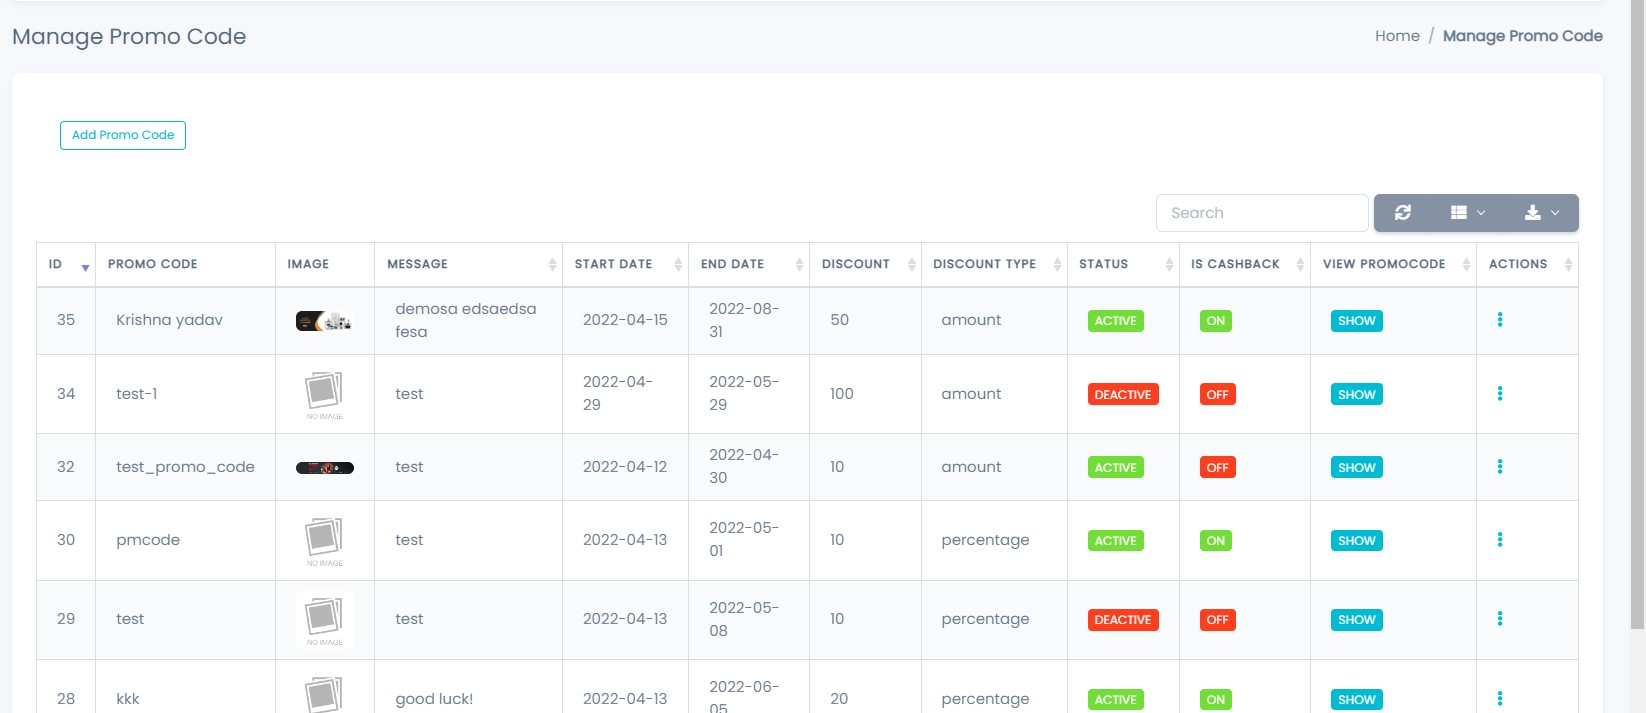 Manage Promo Code
Home / Manage Promo Code
Add Promo Code
Search
ID PROMO CODE IMAGE MESSAGE START DATE END DATE DISCOUNT DISCOUNT TYPE STATUS IS CASHBACK VIEW PROMOCODE ACTIONS
35 Krishna yadav demosa edsaedsa 2022-04-15 2022-08- 50 amount ACTIVE ON SHOW
fesa 31
34 test-1 test 2022-04- 2022-05- 100 amount DEACTIVE OFF SHOW
29 29
NO IMAGE
32 test_promo_code test 2022-04-12 2022-04- 10 amount ACTIVE OFF SHOW
30
30 pmcode test 2022-04-13 2022-05- 10 percentage ACTIVE ON SHOW
01
NO IMAGE
29 test test 2022-04-13 2022-05- 10 percentage DEACTIVE OFF SHOW
08
NO IMAGE
28 kkk good luck! 2022-04-13 2022-06- 20 percentage ACTIVE ON SHOW
05